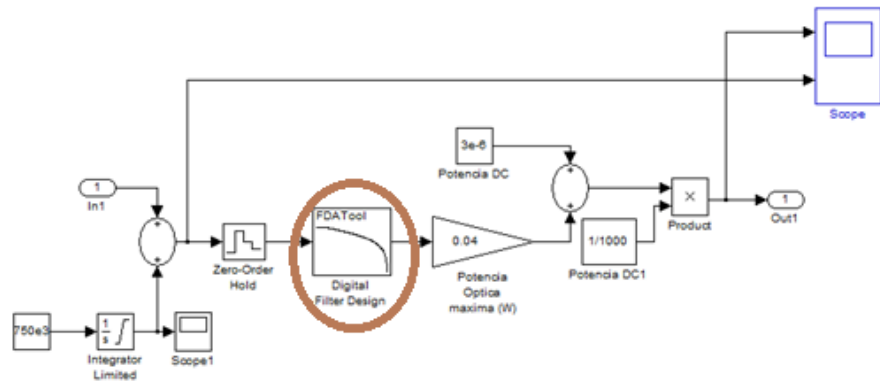 Scope
3e-6
Potencia DC
1
In1
+
+
+
+
FDATool
Digital
Filter Design
Zero-Order
Hold
0.04
Potencia
Optica
maxima (W)
1/1000
Potencia DC1
×
Product
1
Out1
750e3
1
s
Integrator
Limited
Scope1